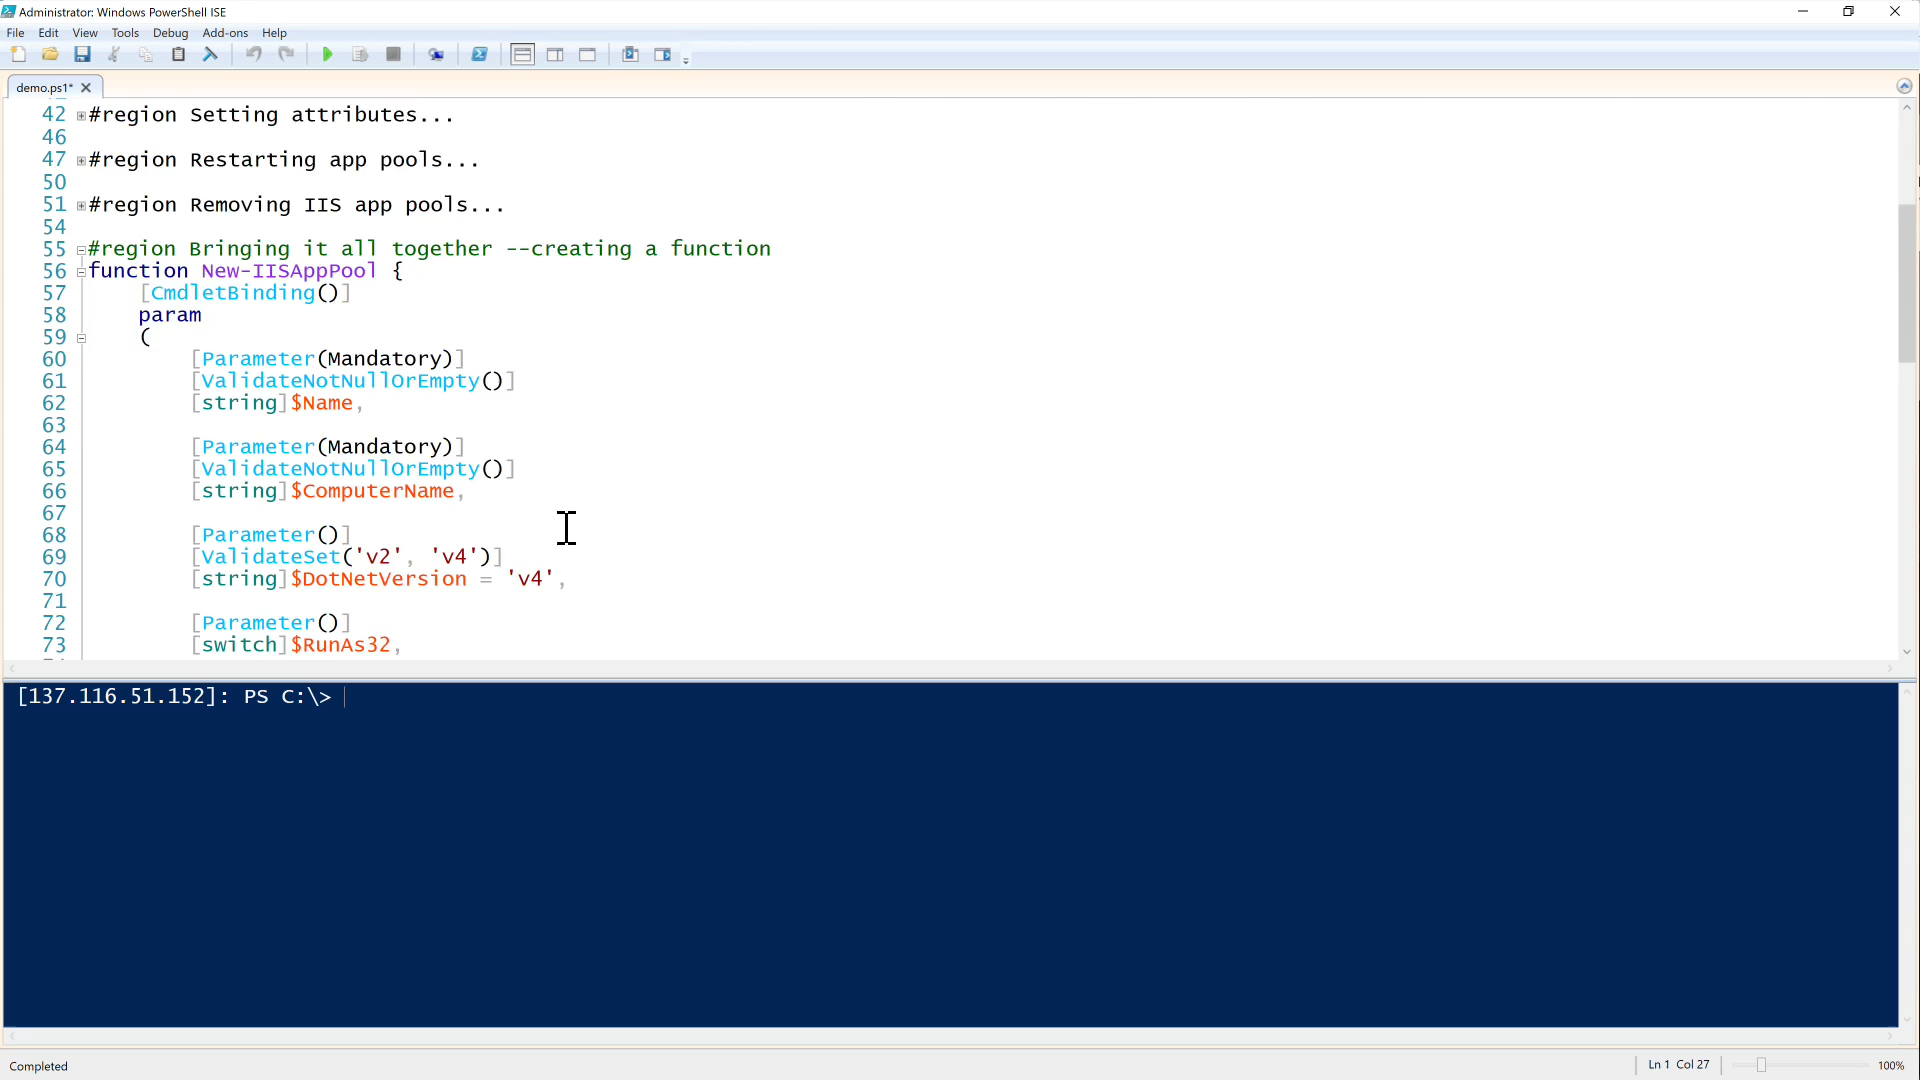 Administrator: Windows PowerShell ISE
File Edit View Tools Debug Add-ons Help
demo.ps1*
42 #region Setting attributes...
46
47 #region Restarting app pools...
50
51 #region Removing IIS app pools...
54
55 #region Bringing it all together --creating a function
56 function New-IISAppPool {
57 [CmdletBinding()]
58 param
59 (
60 [Parameter(Mandatory)]
61 [ValidateNotNullOrEmpty()]
62 [string]$Name,
63
64 [Parameter(Mandatory)]
65 [ValidateNotNullOrEmpty()]
66 [string]$ComputerName,
67
68 [Parameter()]
69 [ValidateSet('v2', 'v4')]
70 [string]$DotNetVersion = 'v4',
71
72 [Parameter()]
73 [switch]$RunAs32,
[137.116.51.152]: PS C:\>
Completed
Ln 1 Col 27
100%